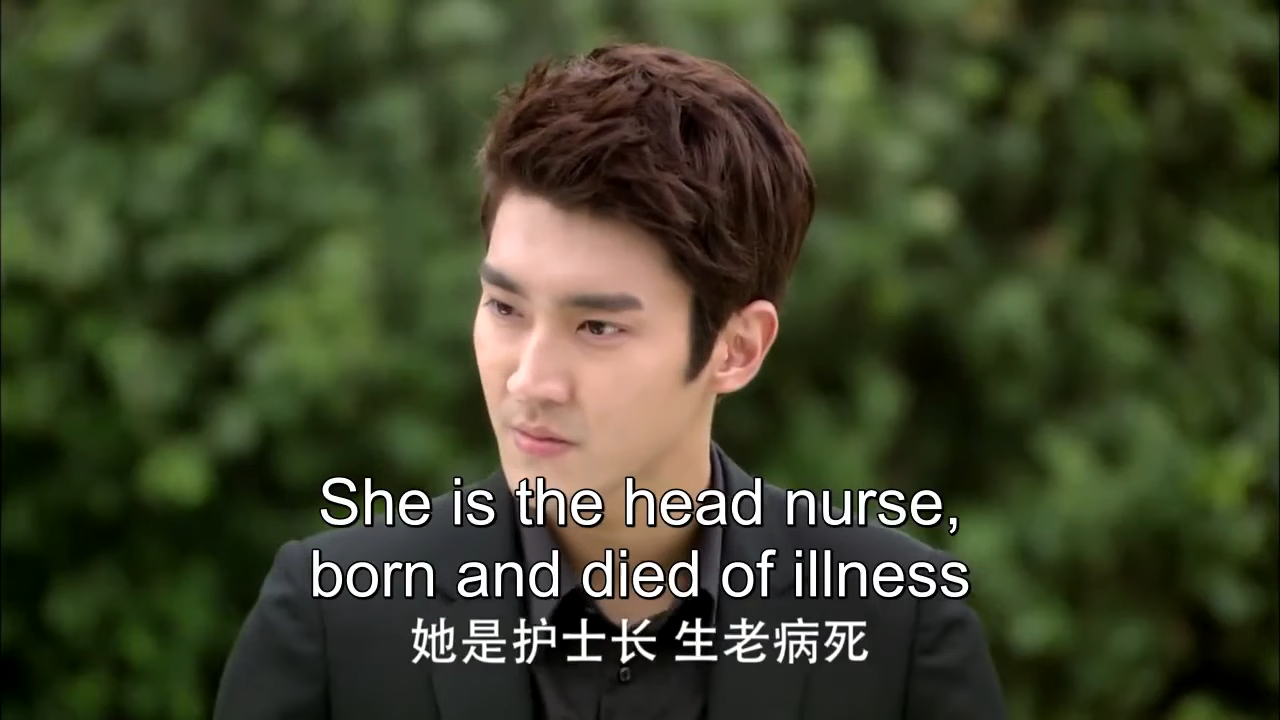 She is the head nurse,
born and died of illness
她是护士长 生老病死